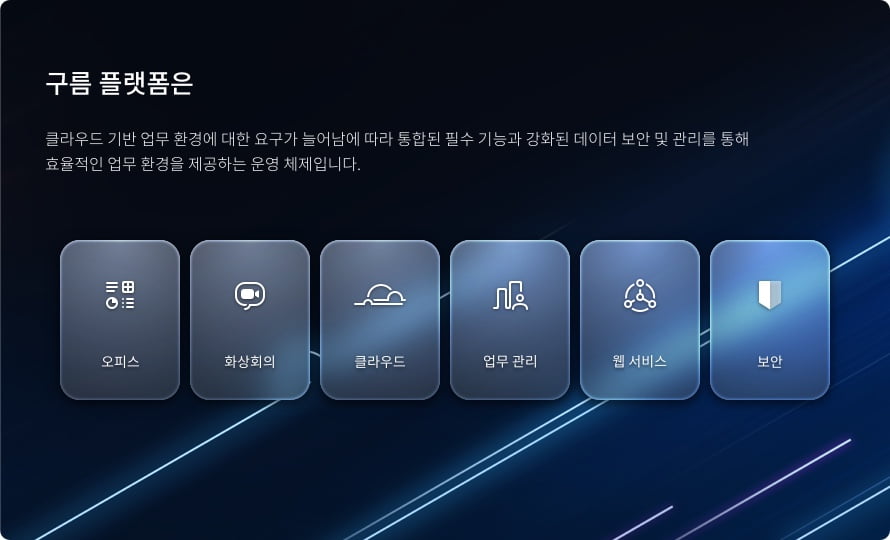 구름 플랫폼은
클라우드 기반 업무 환경에 대한 요구가 늘어남에 따라 통합된 필수 기능과 강화된 데이터 보안 및 관리를 통해
효율적인 업무 환경을 제공하는 운영 체제입니다.
오피스
화상회의
클라우드
업무 관리
웹 서비스
보안